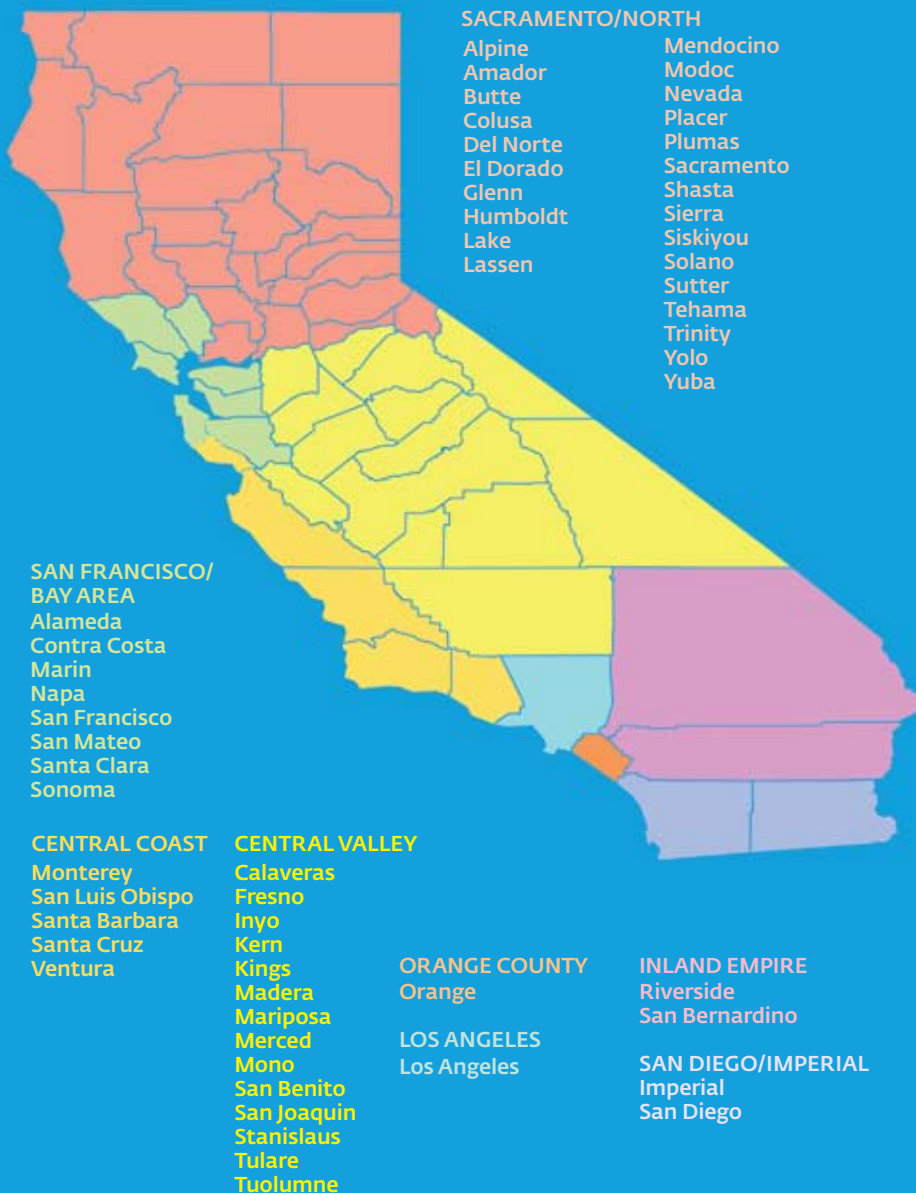 SACRAMENTO/NORTH
Alpine
Amador
Butte
Colusa
Del Norte
El Dorado
Glenn
Humboldt
Lake
Lassen
Mendocino
Modoc
Nevada
Placer
Plumas
Sacramento
Shasta
Sierra
Siskiyou
Solano
Sutter
Tehama
Trinity
Yolo
Yuba
SAN FRANCISCO/
BAY AREA
Alameda
Contra Costa
Marin
Napa
San Francisco
San Mateo
Santa Clara
Sonoma
CENTRAL COAST
Monterey
San Luis Obispo
Santa Barbara
Santa Cruz
Ventura
CENTRAL VALLEY
Calaveras
Fresno
Inyo
Kern
Kings
Madera
Mariposa
Merced
Mono
San Benito
San Joaquin
Stanislaus
Tulare
Tuolumne
ORANGE COUNTY
Orange
LOS ANGELES
Los Angeles
INLAND EMPIRE
Riverside
San Bernardino
SAN DIEGO/IMPERIAL
Imperial
San Diego